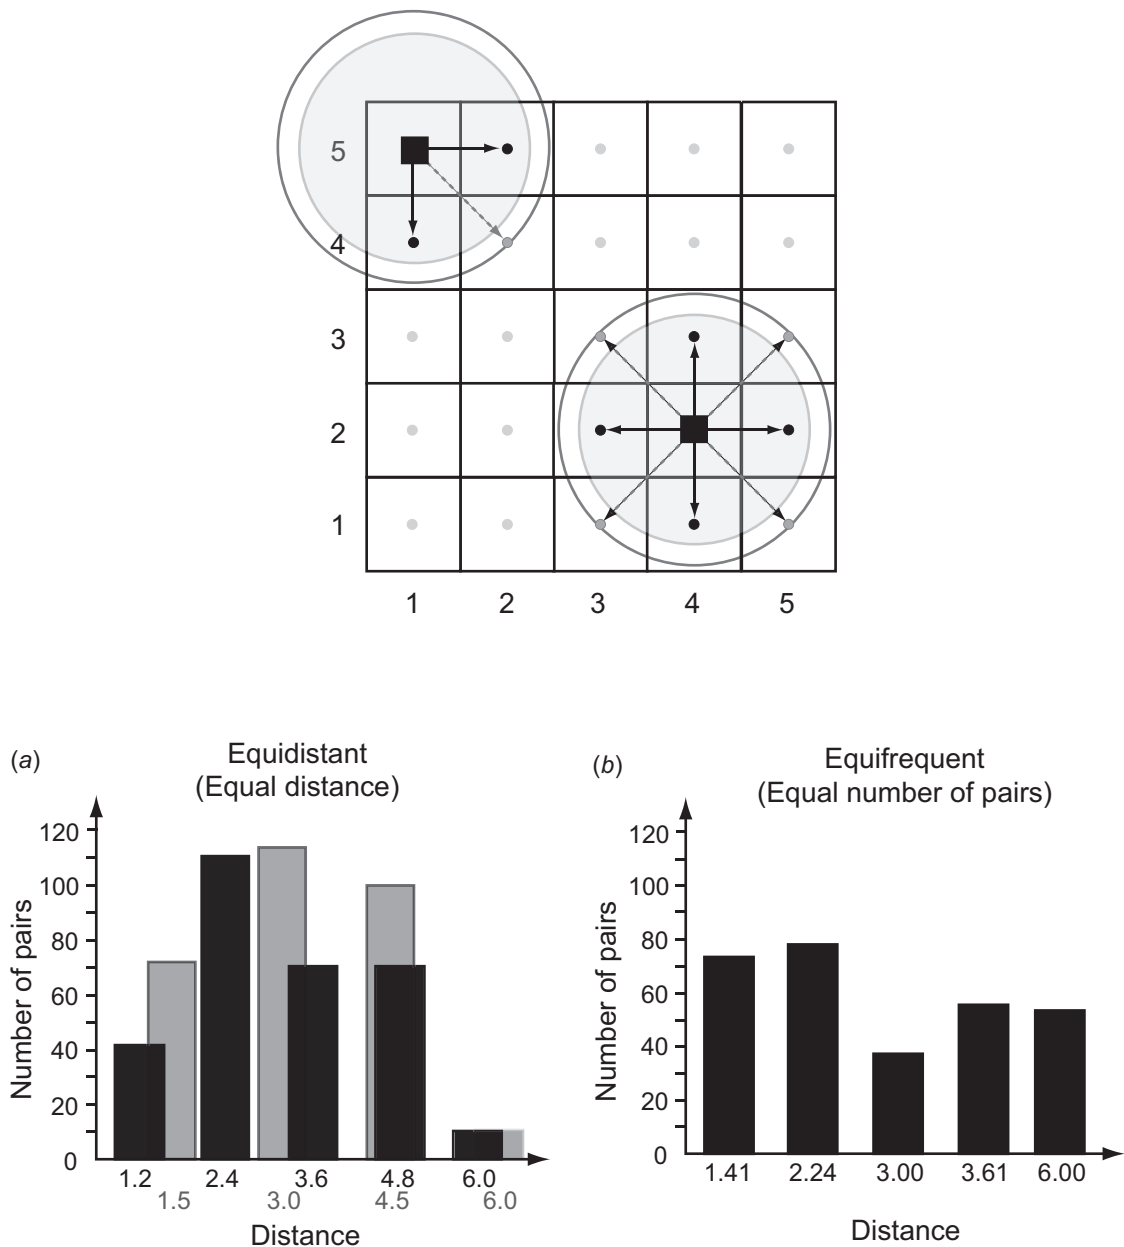 5
4
3
2
1
1 2 3 4 5
(a)
Equidistant
(Equal distance)
Number of pairs
120
100
80
60
40
20
0
1.2 2.4 3.6 4.8 6.0
1.5 3.0 4.5 6.0
Distance
(b)
Equifrequent
(Equal number of pairs)
Number of pairs
120
100
80
60
40
20
0
1.41 2.24 3.00 3.61 6.00
Distance